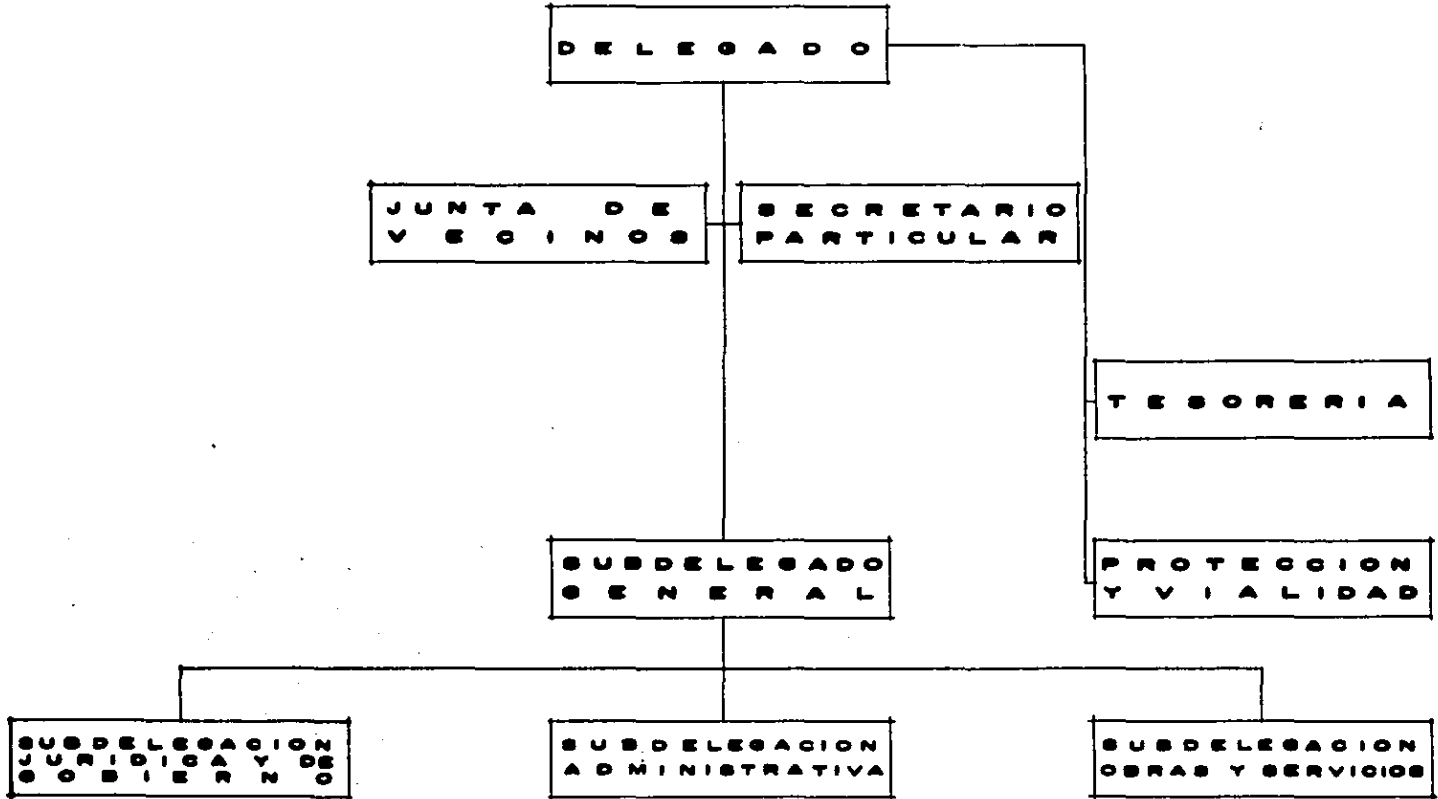 DELEGADO
JUNTA DE
VECINOS
SECRETARIO
PARTICULAR
TESORERIA
SUBDELEGADO
GENERAL
PROTECCION
Y VIALIDAD
SUBDELEGACION
JURIDICA Y DE
GOBIERNO
SUBDELEGACION
ADMINISTRATIVA
SUBDELEGACION
OBRAS Y SERVICIOS